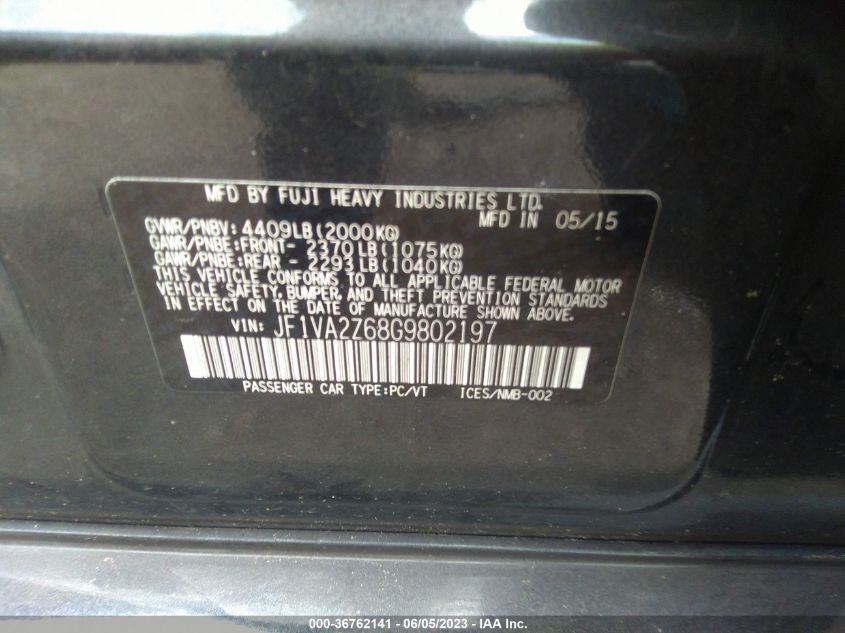 MFD BY FUJI HEAVY INDUSTRIES LTD.
MFD IN 05/15
GVWR/PNBV: 4409LB(2000KG)
GAWR/PNBE:FRONT- 2370LB(1075KG)
GAWR/PNBE:REAR - 2293LB(1040KG)
THIS VEHICLE CONFORMS TO ALL APPLICABLE FEDERAL MOTOR
VEHICLE SAFETY, BUMPER, AND THEFT PREVENTION STANDARDS
IN EFFECT ON THE DATE OF MANUFACTURE SHOWN ABOVE.
VIN: JF1VA2Z68G9802197
PASSENGER CAR TYPE:PC/VT ICES/NMB-002
000-36762141 - 06/05/2023 - IAA Inc.